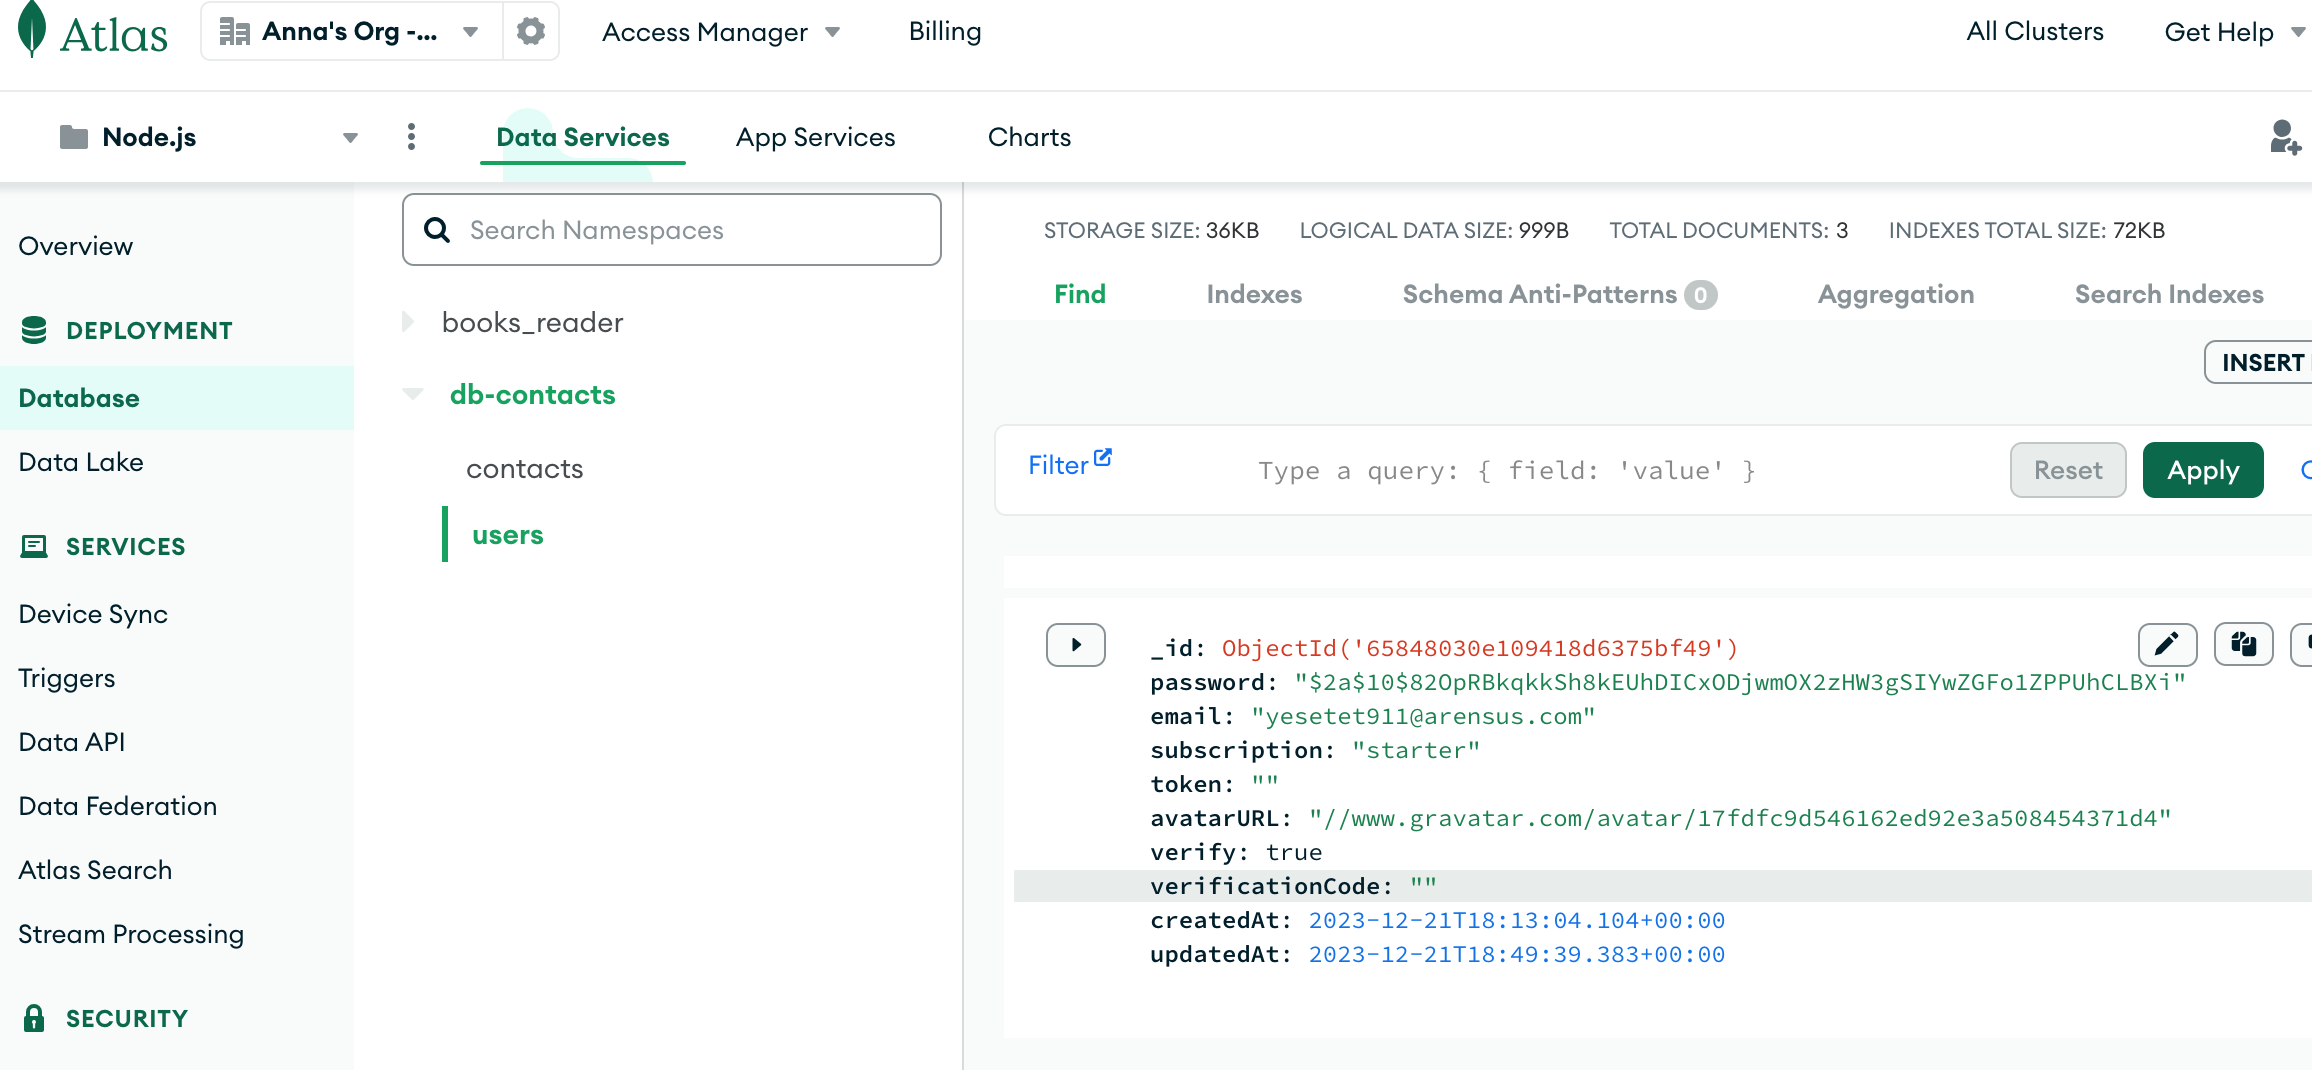 Atlas
Anna's Org -...
Access Manager
Billing
All Clusters
Get Help
Node.js
Data Services
App Services
Charts
Overview
DEPLOYMENT
Database
Data Lake
SERVICES
Device Sync
Triggers
Data API
Data Federation
Atlas Search
Stream Processing
SECURITY
Search Namespaces
books_reader
db-contacts
contacts
users
STORAGE SIZE: 36KB LOGICAL DATA SIZE: 999B TOTAL DOCUMENTS: 3 INDEXES TOTAL SIZE: 72KB
Find Indexes Schema Anti-Patterns 0 Aggregation Search Indexes
INSERT
Filter Type a query: { field: 'value' } Reset Apply
_id: ObjectId('65848030e109418d6375bf49')
password: "$2a$10$82OpRBkqkkSh8kEUhDICxODjwmOX2zHW3gSIYwZGFo1ZPPUhCLBXi"
email: "yesetet911@arensus.com"
subscription: "starter"
token: ""
avatarURL: "//www.gravatar.com/avatar/17fdfc9d546162ed92e3a508454371d4"
verify: true
verificationCode: ""
createdAt: 2023-12-21T18:13:04.104+00:00
updatedAt: 2023-12-21T18:49:39.383+00:00